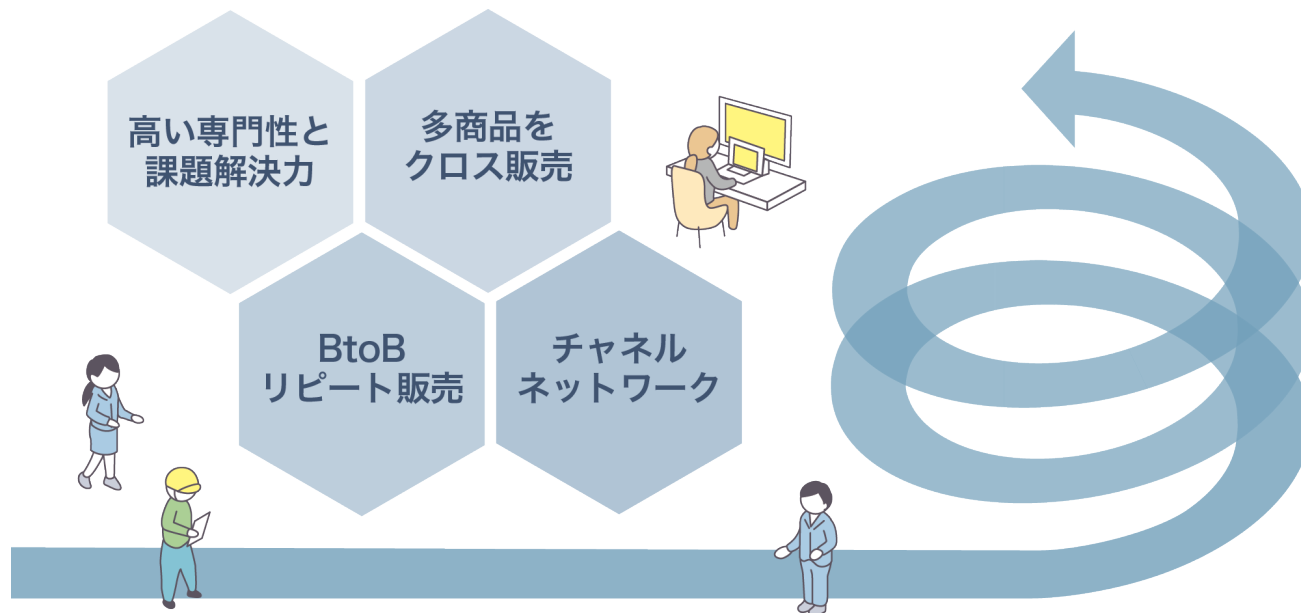 高い専門性と
課題解決力
多商品を
クロス販売
BtoB
リピート販売
チャネル
ネットワーク